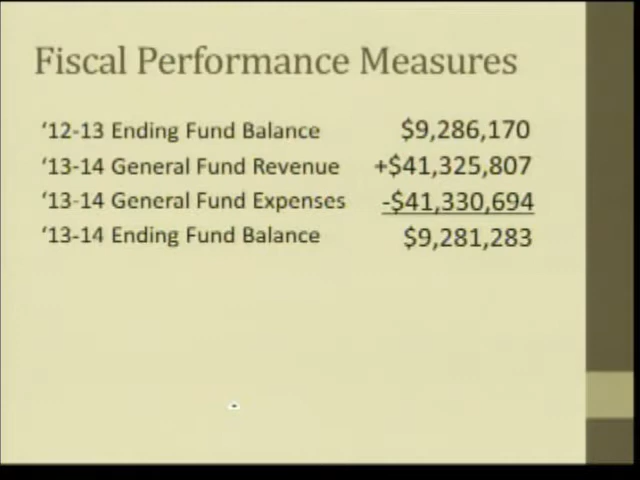 Fiscal Performance Measures
‘12-13 Ending Fund Balance $9,286,170
‘13-14 General Fund Revenue +$41,325,807
‘13-14 General Fund Expenses -$41,330,694
‘13-14 Ending Fund Balance $9,281,283